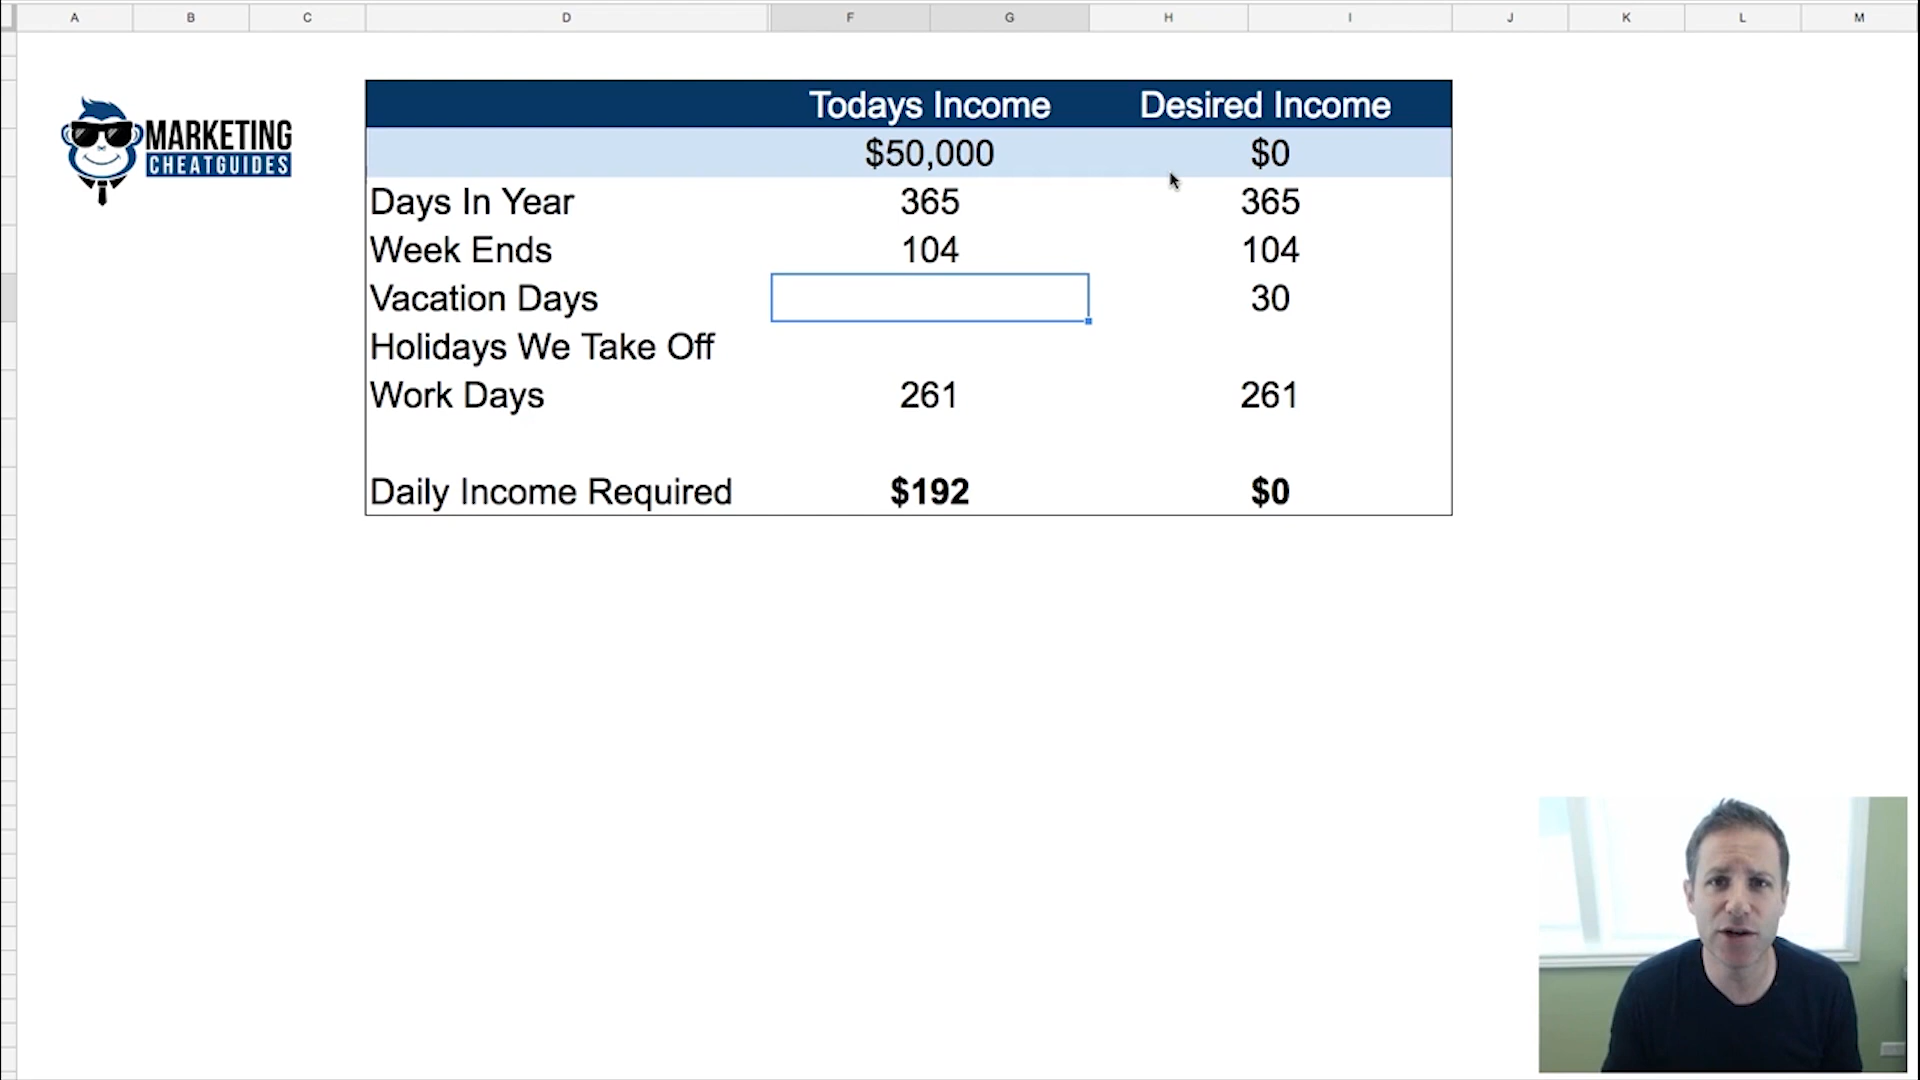 A B C D F G H I J K L M
MARKETING
CHEATGUIDES
Todays Income Desired Income
$50,000 $0
Days In Year 365 365
Week Ends 104 104
Vacation Days 30
Holidays We Take Off
Work Days 261 261
Daily Income Required $192 $0